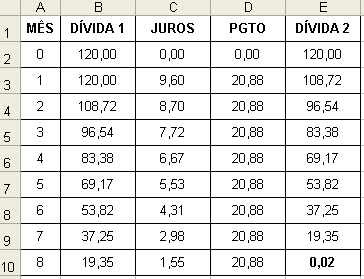 A B C D E
1 MÊS DÍVIDA 1 JUROS PGTO DÍVIDA 2
2 0 120,00 0,00 0,00 120,00
3 1 120,00 9,60 20,88 108,72
4 2 108,72 8,70 20,88 96,54
5 3 96,54 7,72 20,88 83,38
6 4 83,38 6,67 20,88 69,17
7 5 69,17 5,53 20,88 53,82
8 6 53,82 4,31 20,88 37,25
9 7 37,25 2,98 20,88 19,35
10 8 19,35 1,55 20,88 0,02